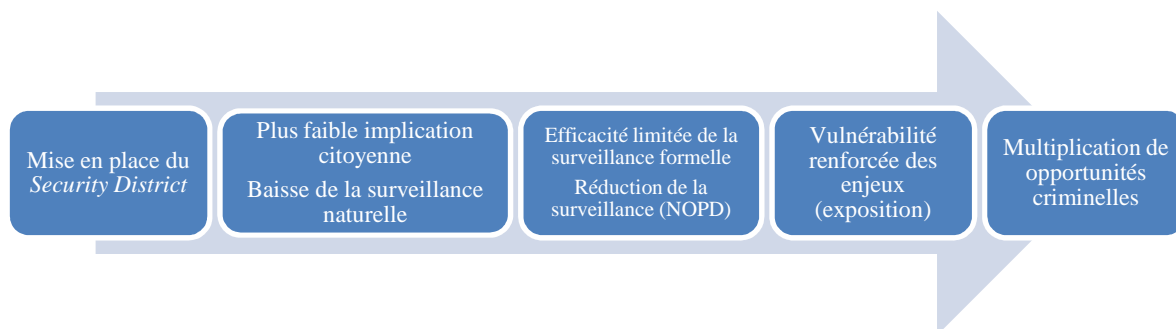 Mise en place du
Security District
Plus faible implication
citoyenne
Baisse de la surveillance
naturelle
Efficacité limitée de la
surveillance formelle
Réduction de la
surveillance (NOPD)
Vulnérabilité
renforcée des
enjeux
(exposition)
Multiplication de
opportunités
criminelles